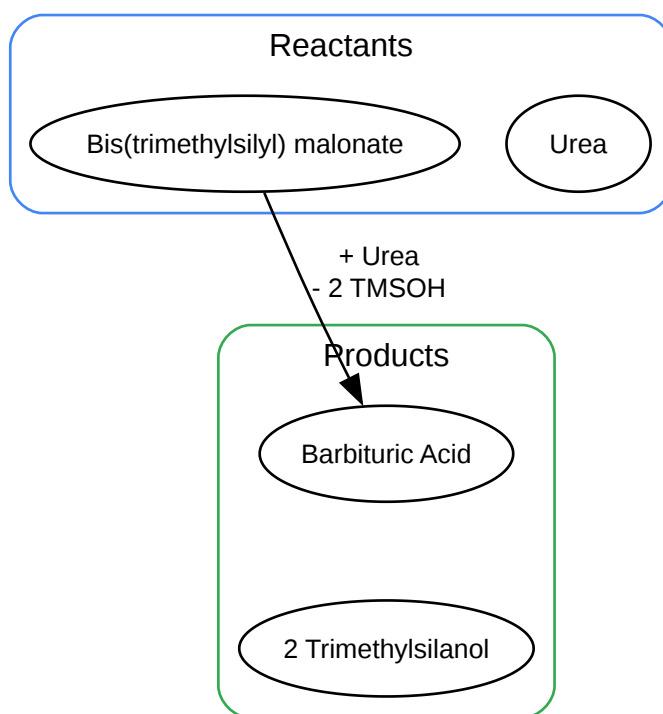 Reactants
Bis(trimethylsilyl) malonate
Urea
+ Urea
- 2 TMSOH
Products
Barbituric Acid
2 Trimethylsilanol